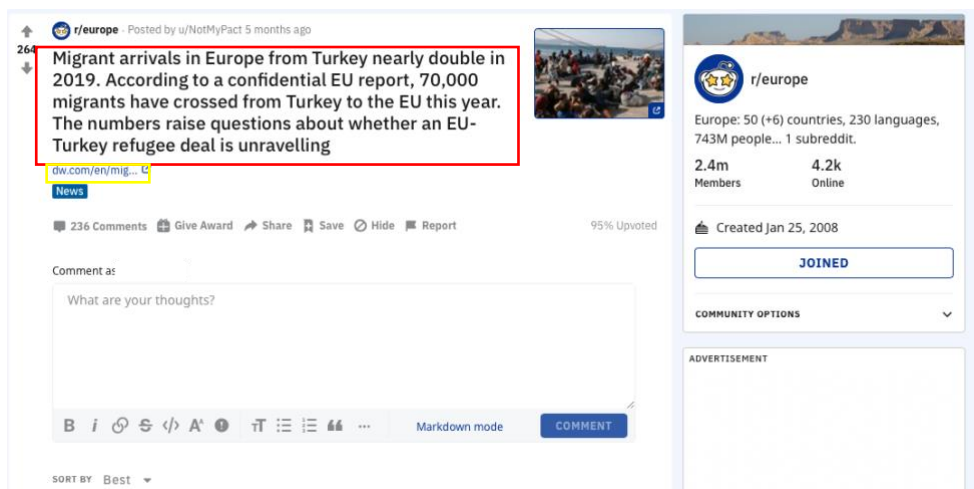 r/europe · Posted by u/NotMyPact 5 months ago
264
Migrant arrivals in Europe from Turkey nearly double in
2019. According to a confidential EU report, 70,000
migrants have crossed from Turkey to the EU this year.
The numbers raise questions about whether an EU-
Turkey refugee deal is unravelling
dw.com/en/mig...
News
236 Comments Give Award Share Save Hide Report 95% Upvoted
Comment as
What are your thoughts?
Markdown mode COMMENT
SORT BY Best
r/europe
Europe: 50 (+6) countries, 230 languages,
743M people... 1 subreddit.
2.4m 4.2k
Members Online
Created Jan 25, 2008
JOINED
COMMUNITY OPTIONS
ADVERTISEMENT